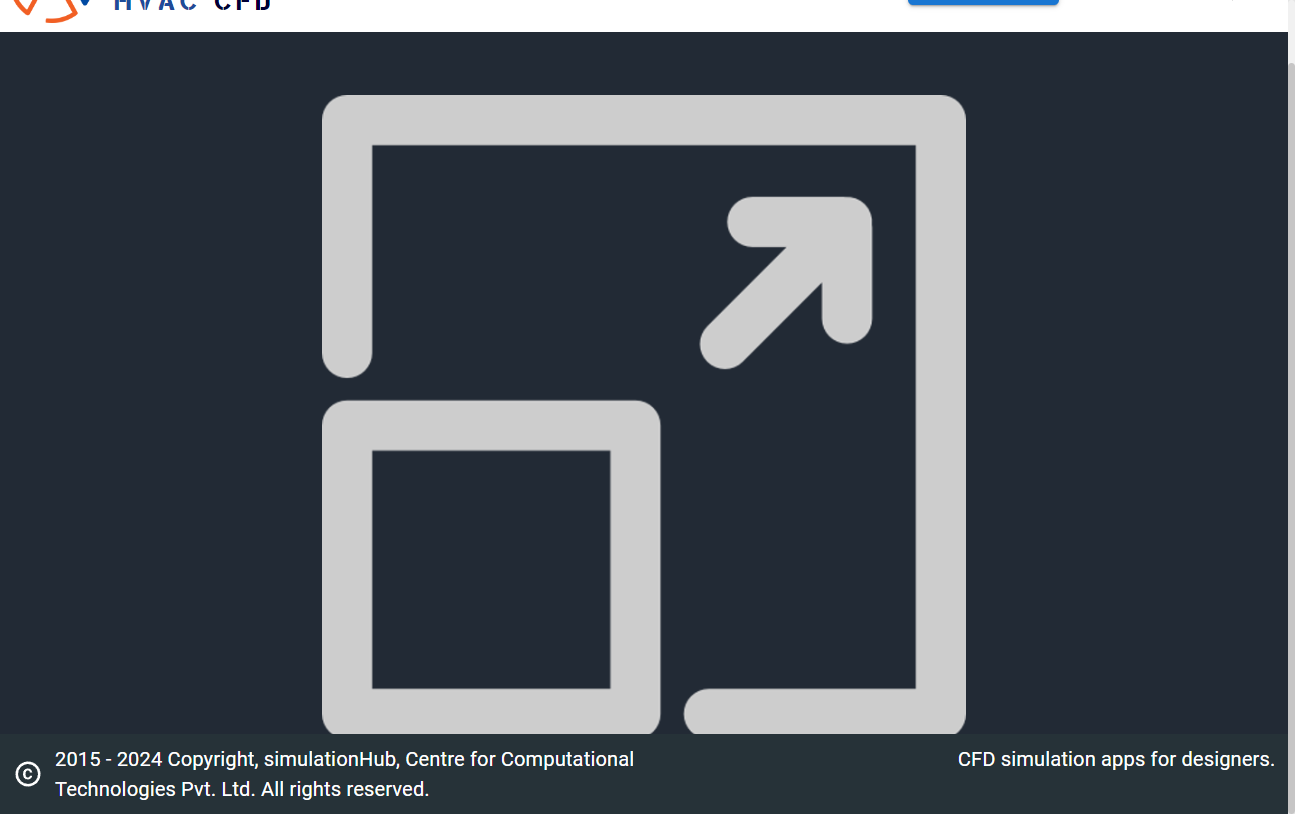 HVAC CFD
2015 - 2024 Copyright, simulationHub, Centre for Computational
Technologies Pvt. Ltd. All rights reserved.
CFD simulation apps for designers.